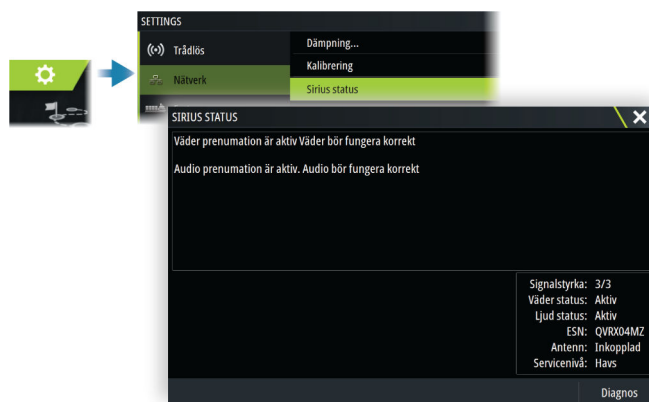 SETTINGS
Trådlös
Dämpning...
Kalibrering
Nätverk
Sirius status
SIRIUS STATUS
Väder prenumation är aktiv Väder bör fungera korrekt
Audio prenumation är aktiv. Audio bör fungera korrekt
Signalstyrka: 3/3
Väder status: Aktiv
Ljud status: Aktiv
ESN: QVRX04MZ
Antenn: Inkopplad
Servicenivå: Havs
Diagnos